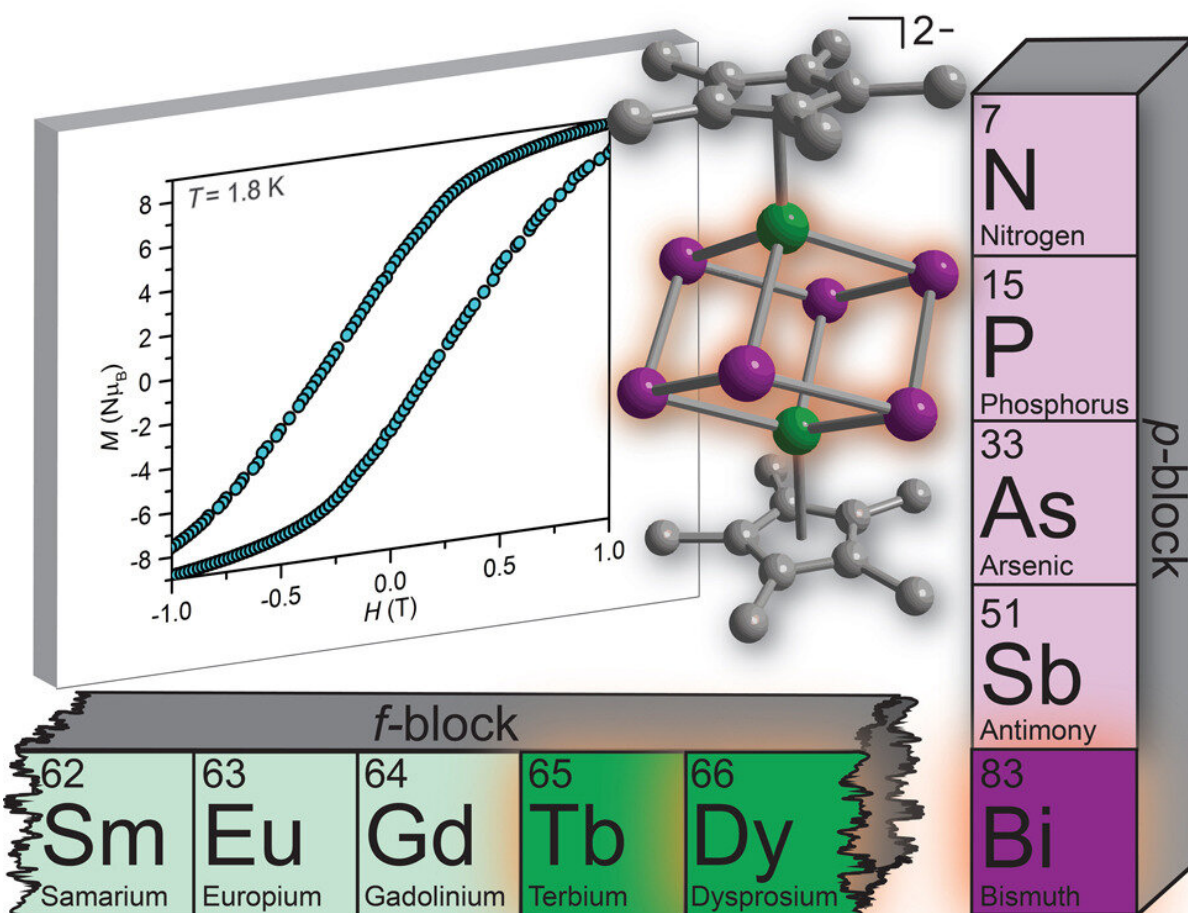 2-
T = 1.8 K
8
6
4
2
0
-2
-4
-6
-8
M (NμB)
-1.0
-0.5
0.0
0.5
1.0
H (T)
7
N
Nitrogen
15
P
Phosphorus
33
As
Arsenic
51
Sb
Antimony
83
Bi
Bismuth
p-block
f-block
62
Sm
Samarium
63
Eu
Europium
64
Gd
Gadolinium
65
Tb
Terbium
66
Dy
Dysprosium